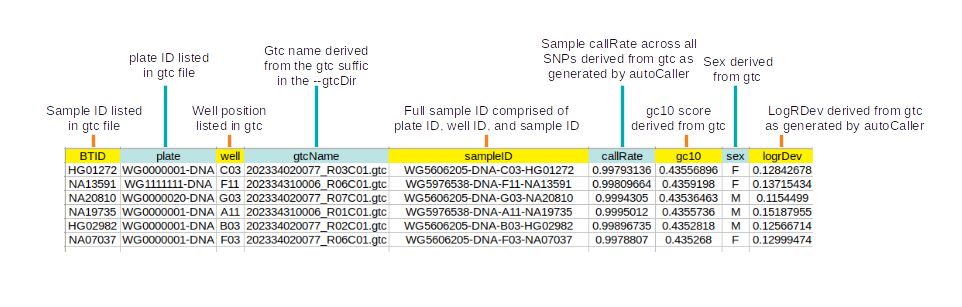 Sample callRate across all
SNPs derived from gtc as
generated by autoCaller
Gtc name derived
from the gtc suffic
in the --gtcDir
plate ID listed
in gtc file
Sex derived
from gtc
Sample ID listed
in gtc file
Well position
listed in gtc
Full sample ID comprised of
plate ID, well ID, and sample ID
gc10 score
derived from gtc
LogRDev derived from gtc
as generated by autoCaller
BTID plate well gtcName sampleID callRate gc10 sex logrDev
HG01272 WG0000001-DNA C03 202334020077_R03C01.gtc WG5606205-DNA-C03-HG01272 0.99793136 0.43556896 F 0.12842678
NA13591 WG1111111-DNA F11 202334310006_R06C01.gtc WG5976538-DNA-F11-NA13591 0.99809664 0.4359198 F 0.13715434
NA20810 WG0000020-DNA G03 202334020077_R07C01.gtc WG5606205-DNA-G03-NA20810 0.9994305 0.43536463 M 0.1154499
NA19735 WG0000001-DNA A11 202334310006_R01C01.gtc WG5976538-DNA-A11-NA19735 0.9995012 0.4355736 M 0.15187955
HG02982 WG0000001-DNA B03 202334020077_R02C01.gtc WG5606205-DNA-B03-HG02982 0.99896735 0.4352818 M 0.12566714
NA07037 WG0000001-DNA F03 202334020077_R06C01.gtc WG5606205-DNA-F03-NA07037 0.9978807 0.435268 F 0.12999474